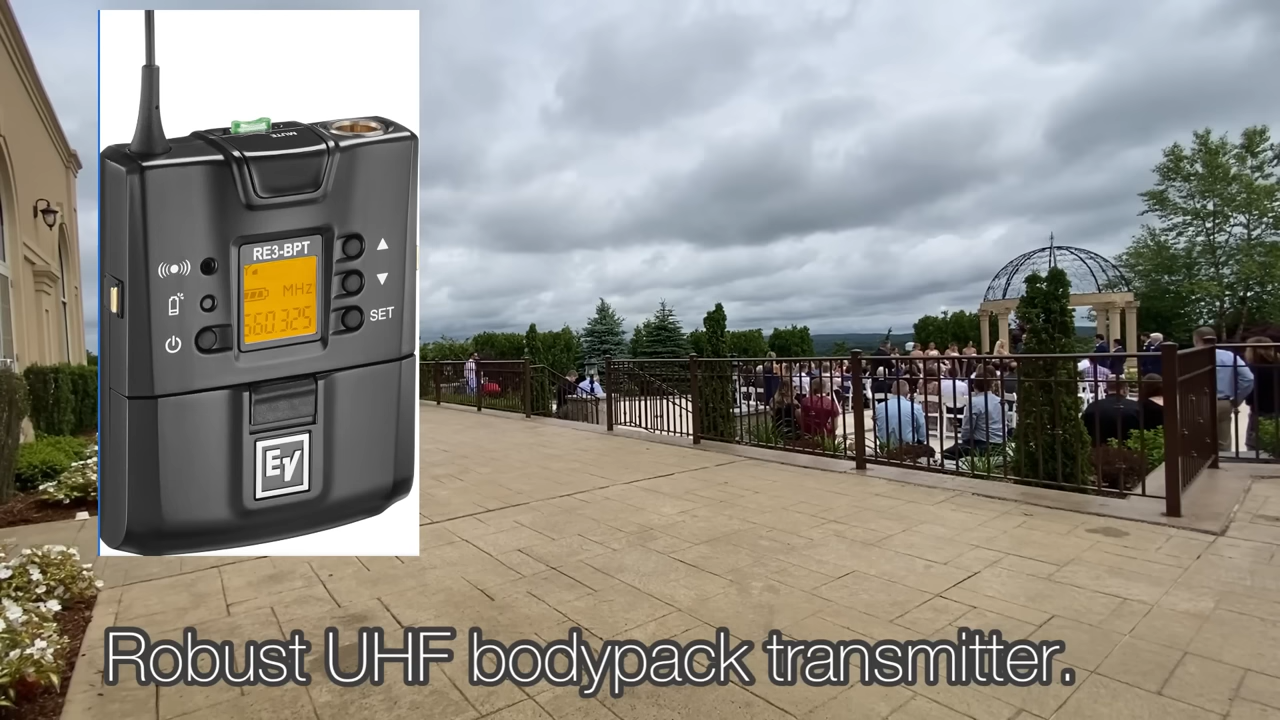 MUTE
RE3-BPT
MHz
560.325
SET
EV
Robust UHF bodypack transmitter.